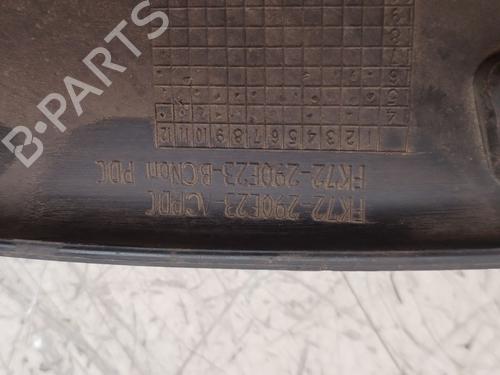 FK72-290E23-ACPDC
FK72-290E23-BCNon PDC
1 2 3 4 5 6 7 8 9 10 11 12
B-PARTS